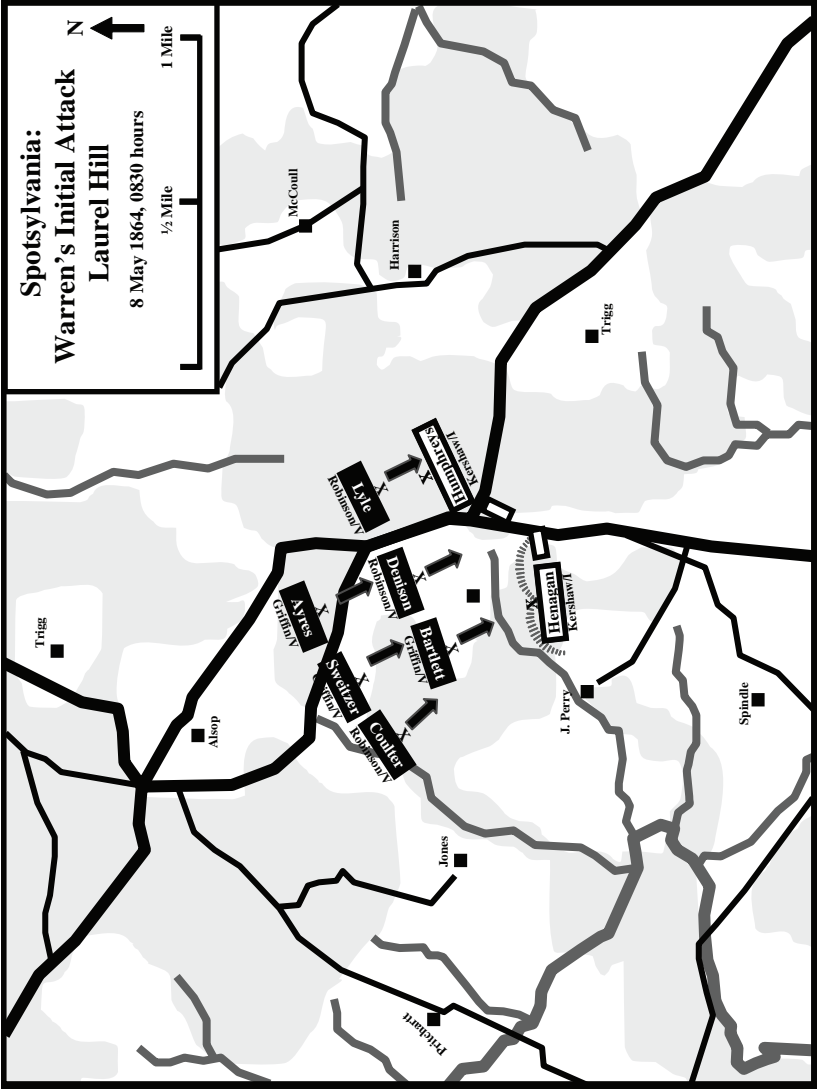 Spotsylvania:
Warren's Initial Attack
Laurel Hill
8 May 1864, 0830 hours
N
½ Mile
1 Mile
McCoull
Harrison
Trigg
Humphreys
Kershaw/I
X
Lyle
Robinson/V
X
Denison
Robinson/V
X
Ayres
Griffin/V
X
Bartlett
Griffin/V
X
Sweitzer
Griffin/V
X
Coulter
Robinson/V
X
Henagan
Kershaw/I
X
Trigg
Alsop
J. Perry
Spindle
Jones
Pritchartt